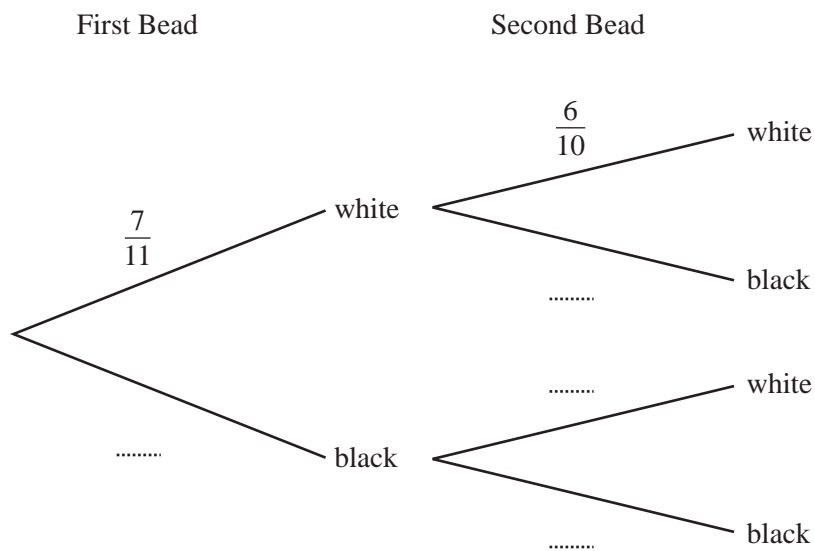 First Bead Second Bead
6/10
white
7/11
white
black
.......
.......
white
.......
black
black
.......